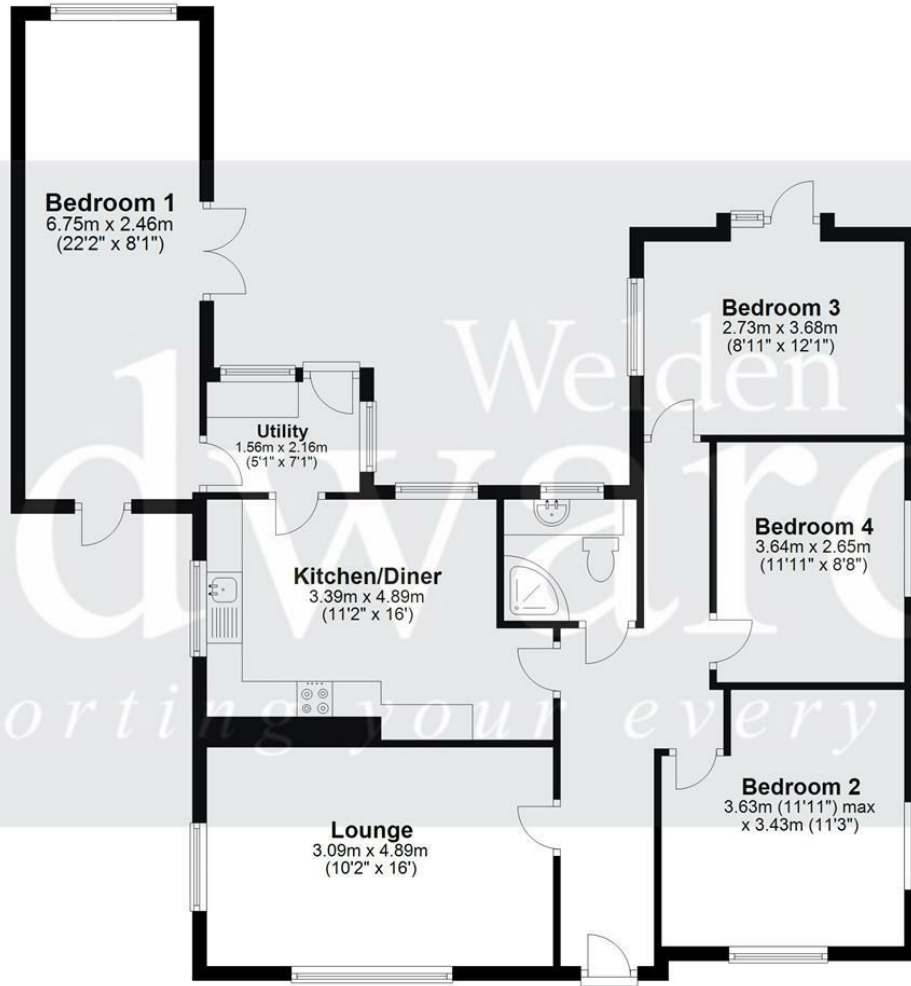 Bedroom 1
6.75m x 2.46m
(22'2" x 8'1")
Bedroom 3
2.73m x 3.68m
(8'11" x 12'1")
Welden
Utility
1.56m x 2.16m
(5'1" x 7'1")
dward
Bedroom 4
3.64m x 2.65m
(11'11" x 8'8")
Kitchen/Diner
3.39m x 4.89m
(11'2" x 16')
orting your every
Bedroom 2
3.63m (11'11") max
x 3.43m (11'3")
Lounge
3.09m x 4.89m
(10'2" x 16')